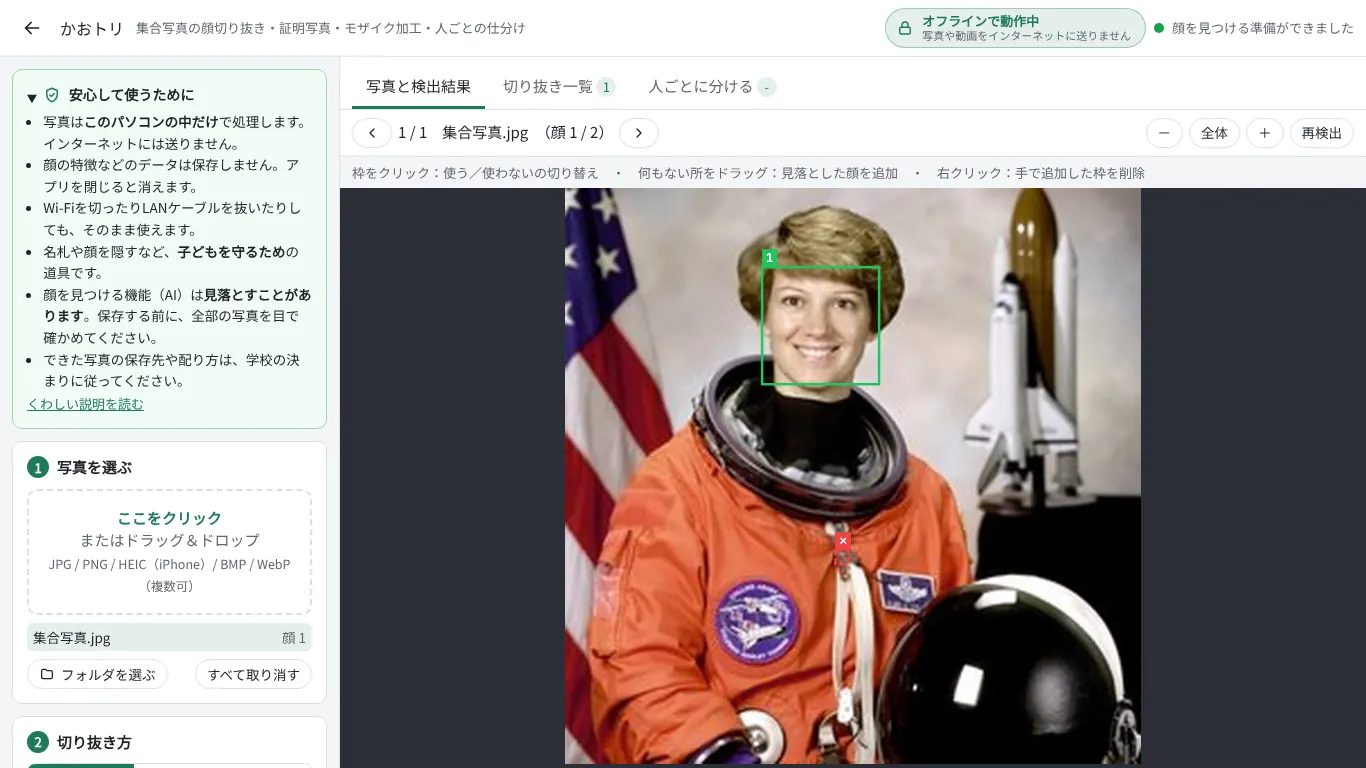 かおトリ 集合写真の顔切り抜き・証明写真・モザイク加工・人ごとの仕分け
オフラインで動作中
写真や動画をインターネットに送りません
顔を見つける準備ができました
安心して使うために
写真はこのパソコンの中だけで処理します。
インターネットには送りません。
顔の特徴などのデータは保存しません。ア
プリを閉じると消えます。
Wi-Fiを切ったりLANケーブルを抜いたりし
ても、そのまま使えます。
名札や顔を隠すなど、子どもを守るための
道具です。
顔を見つける機能（AI）は見落とすことがあ
ります。保存する前に、全部の写真を目で
確かめてください。
できた写真の保存先や配り方は、学校の決
まりに従ってください。
くわしい説明を読む
1 写真を選ぶ
ここをクリック
またはドラッグ＆ドロップ
JPG / PNG / HEIC（iPhone）/ BMP / WebP
（複数可）
集合写真.jpg 顔 1
フォルダを選ぶ すべて取り消す
2 切り抜き方
写真と検出結果 切り抜き一覧 1 人ごとに分ける -
1 / 1 集合写真.jpg （顔 1 / 2） − 全体 ＋ 再検出
枠をクリック：使う／使わないの切り替え ・ 何もない所をドラッグ：見落とした顔を追加 ・ 右クリック：手で追加した枠を削除
1
×